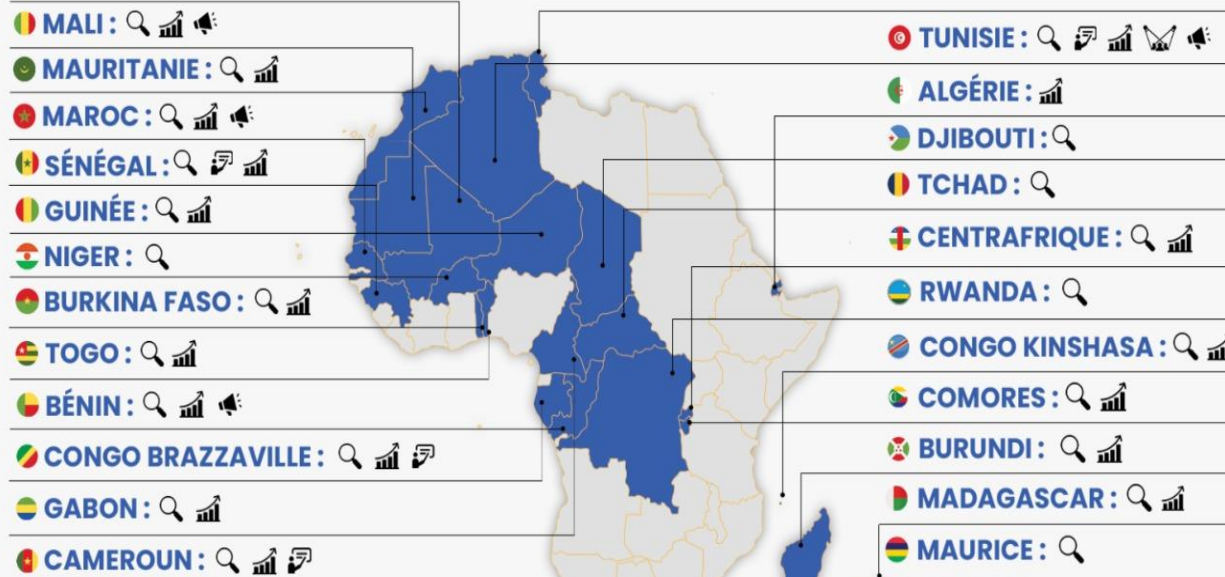 MALI :
MAURITANIE :
MAROC :
SÉNÉGAL :
GUINÉE :
NIGER :
BURKINA FASO :
TOGO :
BÉNIN :
CONGO BRAZZAVILLE :
GABON :
CAMEROUN :
TUNISIE :
ALGÉRIE :
DJIBOUTI :
TCHAD :
CENTRAFRIQUE :
RWANDA :
CONGO KINSHASA :
COMORES :
BURUNDI :
MADAGASCAR :
MAURICE :